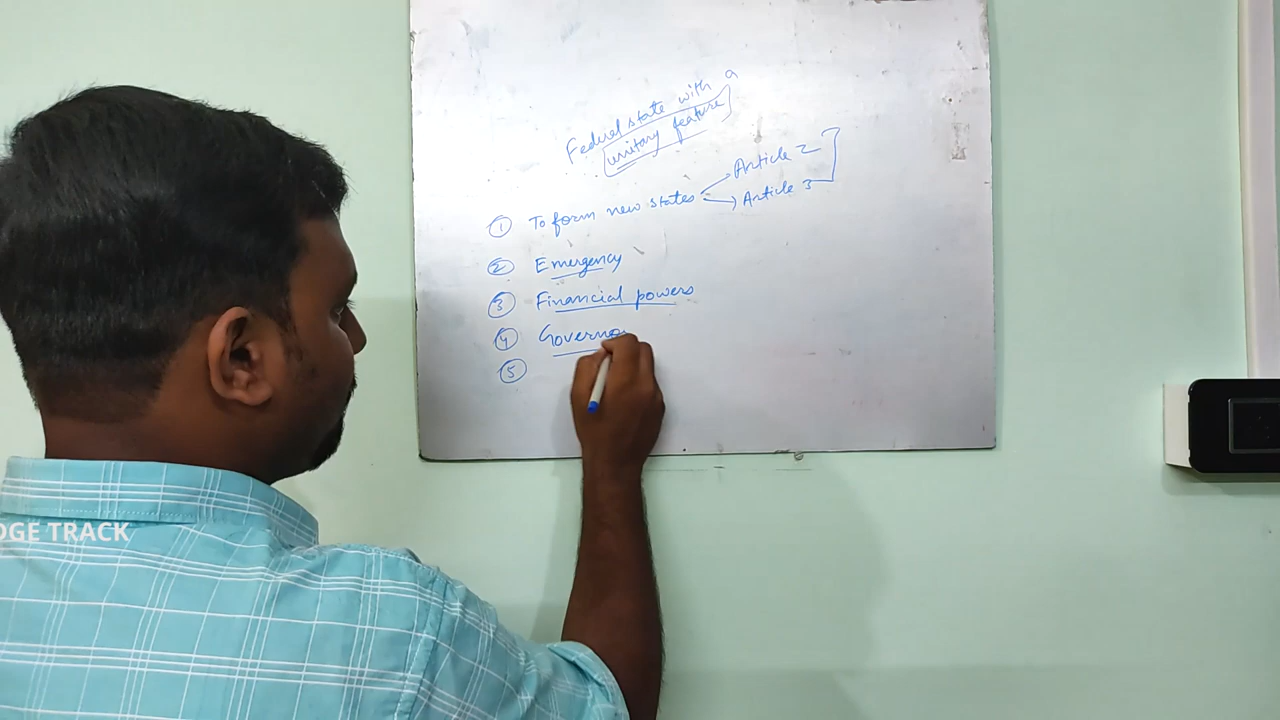 Federal state with a
unitary feature
① To form new states
Article 2
Article 3
② Emergency
③ Financial powers
④ Governo
⑤
DGE TRACK